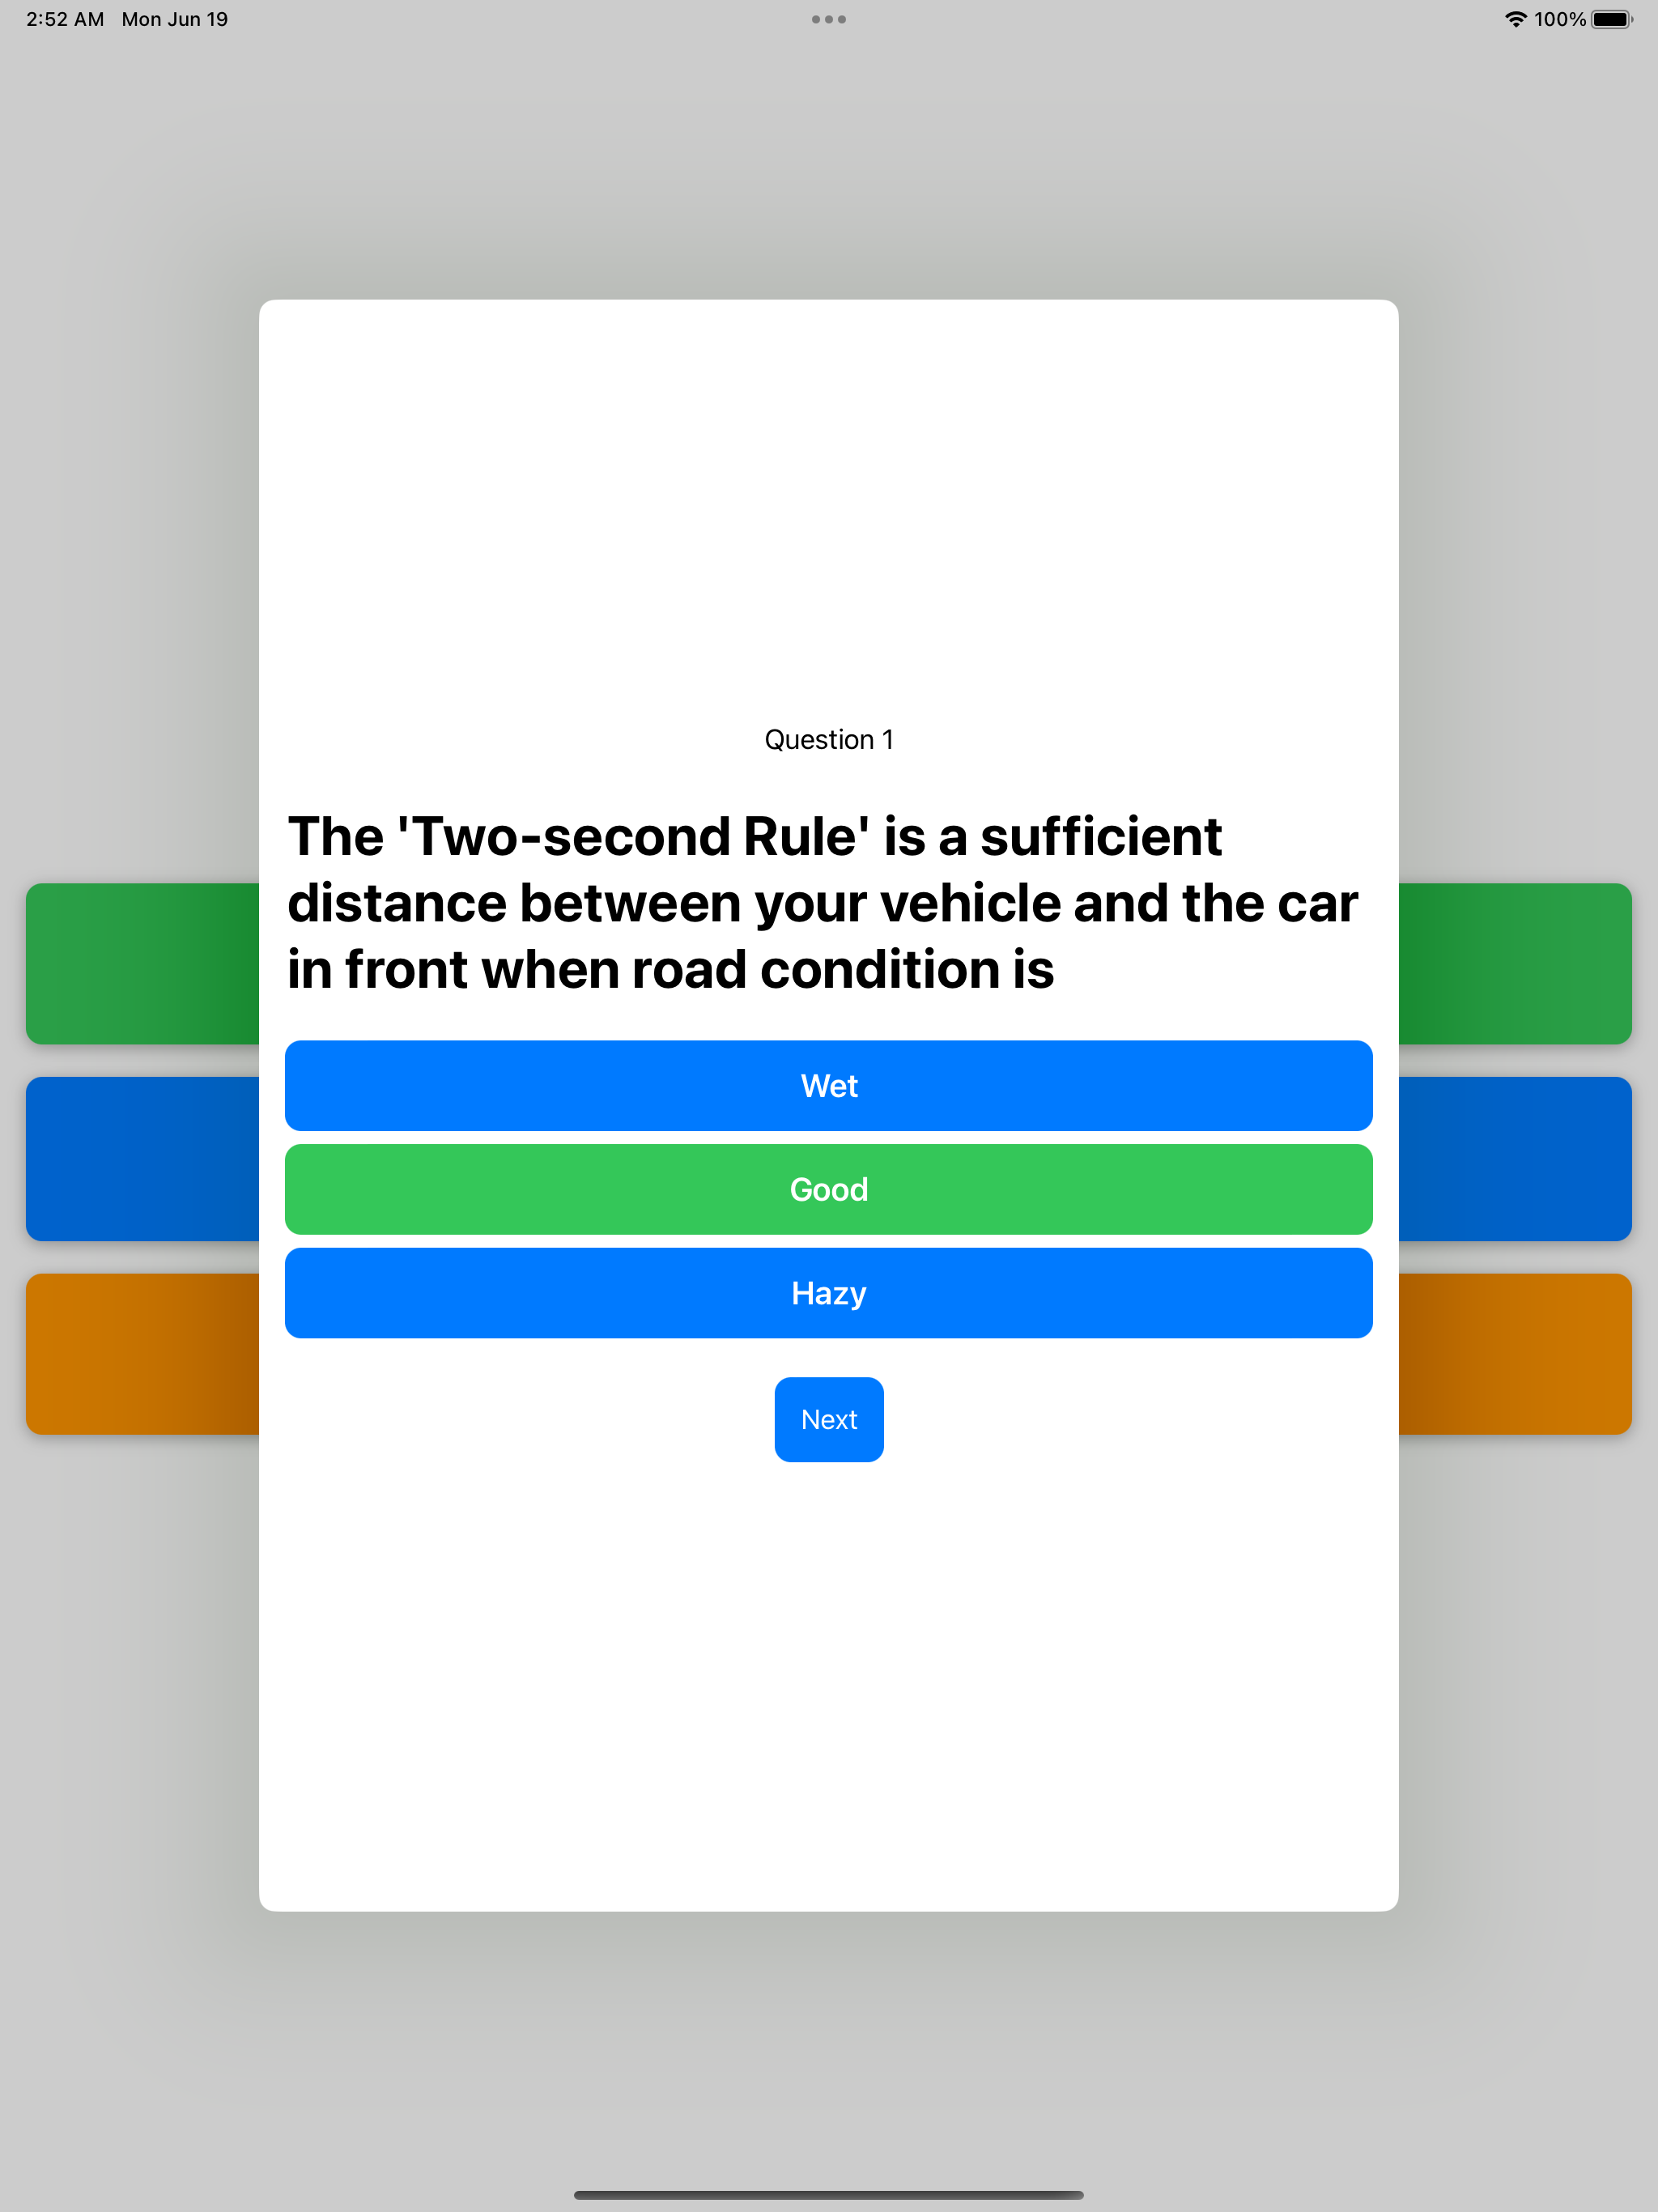 2:52 AM Mon Jun 19
100%
Question 1
The 'Two-second Rule' is a sufficient
distance between your vehicle and the car
in front when road condition is
Wet
Good
Hazy
Next